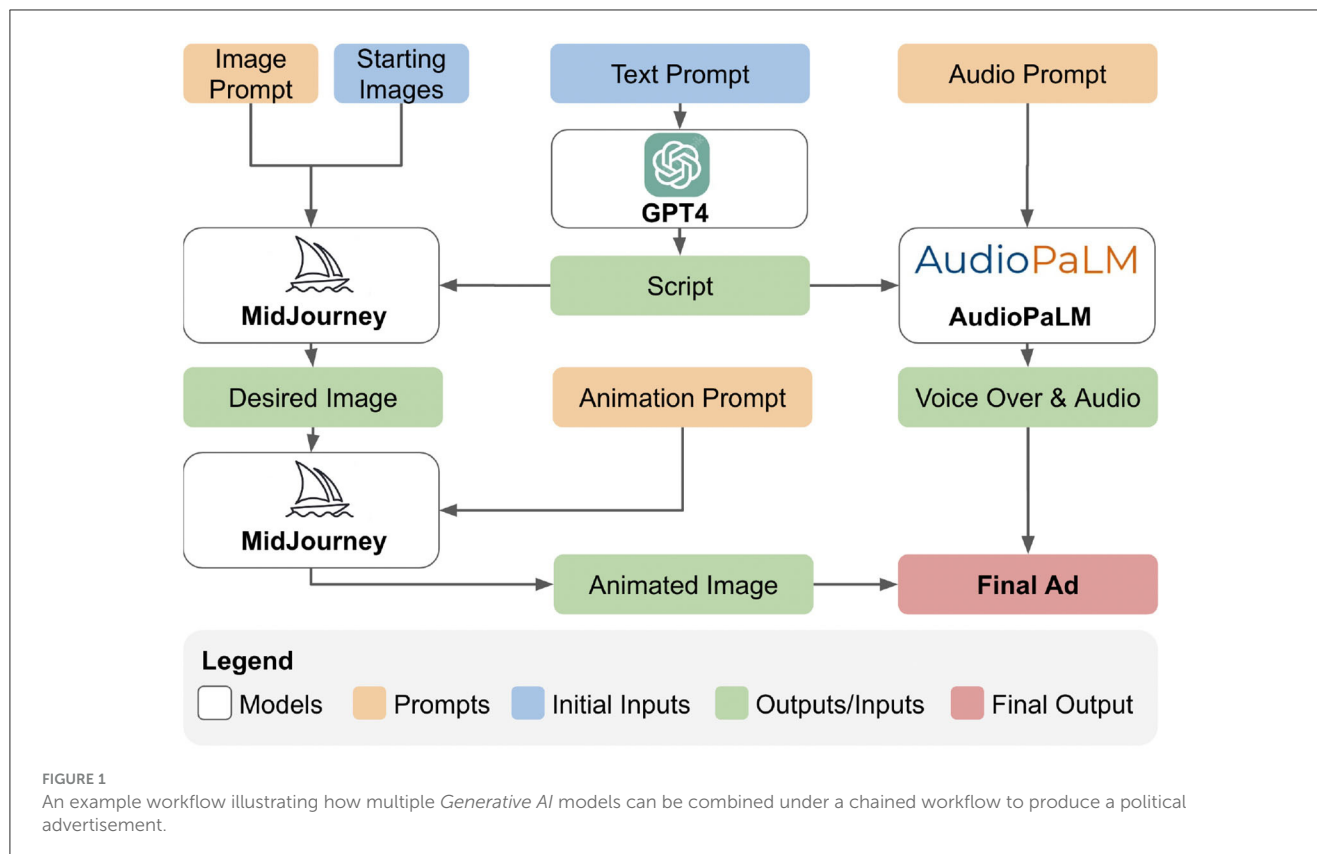 Image
Prompt
Starting
Images
Text Prompt
Audio Prompt
GPT4
MidJourney
Script
AudioPaLM
AudioPaLM
Desired Image
Animation Prompt
Voice Over & Audio
MidJourney
Animated Image
Final Ad
Legend
Models
Prompts
Initial Inputs
Outputs/Inputs
Final Output
FIGURE 1
An example workflow illustrating how multiple Generative AI models can be combined under a chained workflow to produce a political
advertisement.